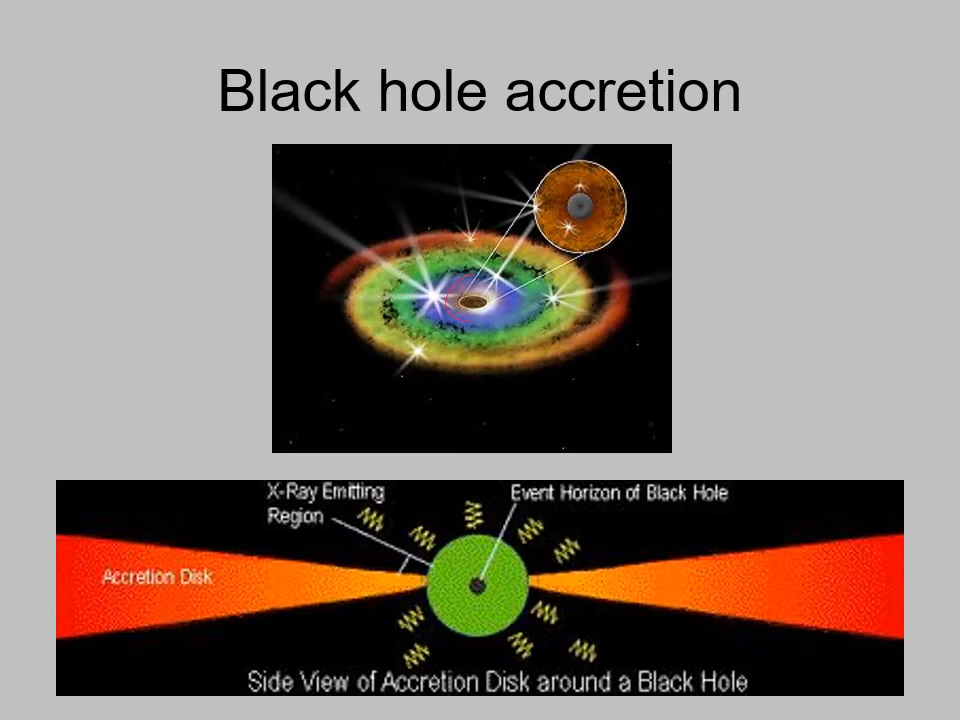 Black hole accretion
X-Ray Emitting
Region
Event Horizon of Black Hole
Accretion Disk
Side View of Accretion Disk around a Black Hole